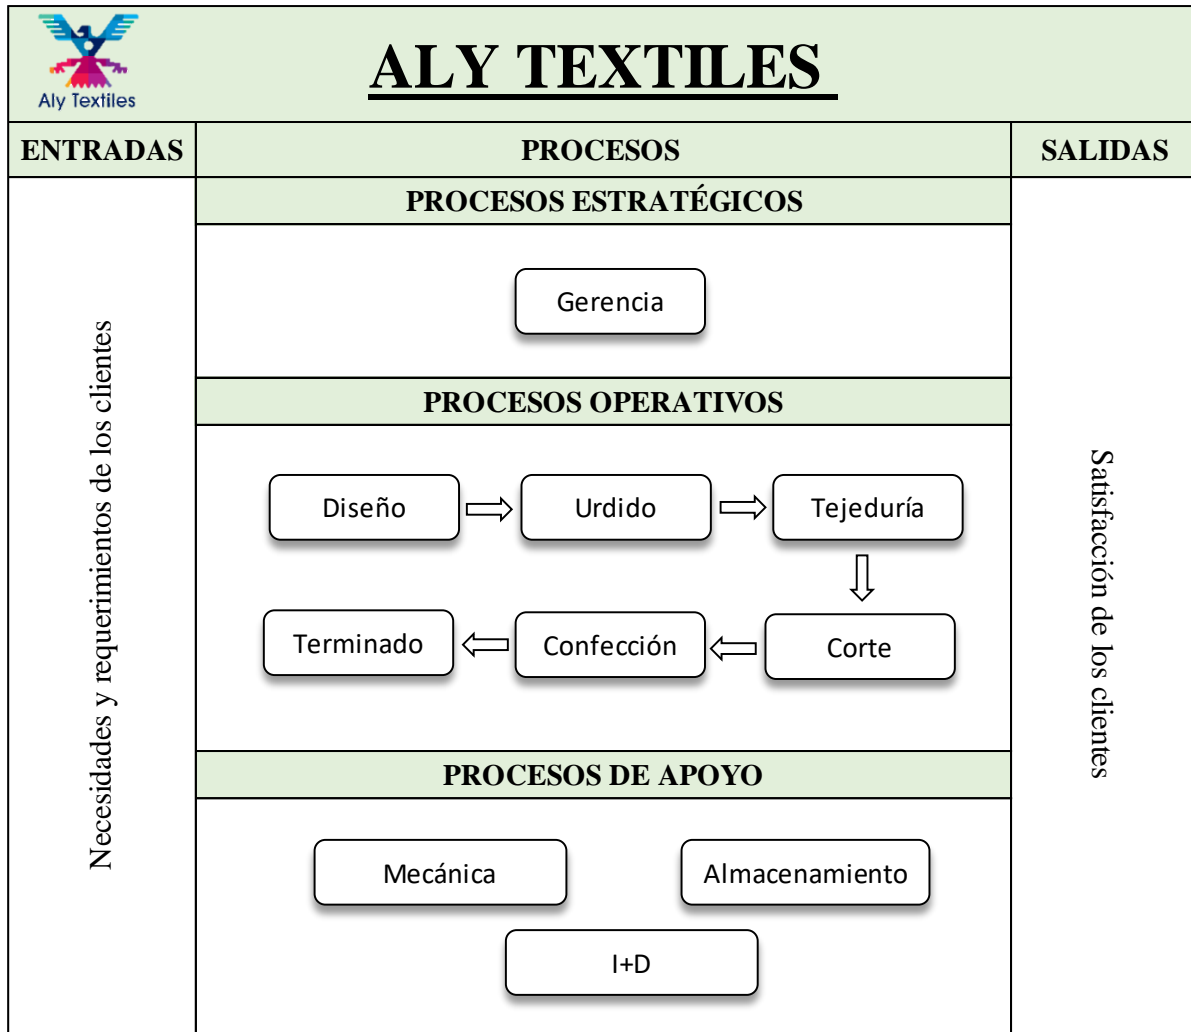 Aly Textiles
ALY TEXTILES
ENTRADAS
PROCESOS
SALIDAS
Necesidades y requerimientos de los clientes
PROCESOS ESTRATÉGICOS
Gerencia
PROCESOS OPERATIVOS
Diseño
Urdido
Tejeduría
Corte
Confección
Terminado
PROCESOS DE APOYO
Mecánica
Almacenamiento
I+D
Satisfacción de los clientes